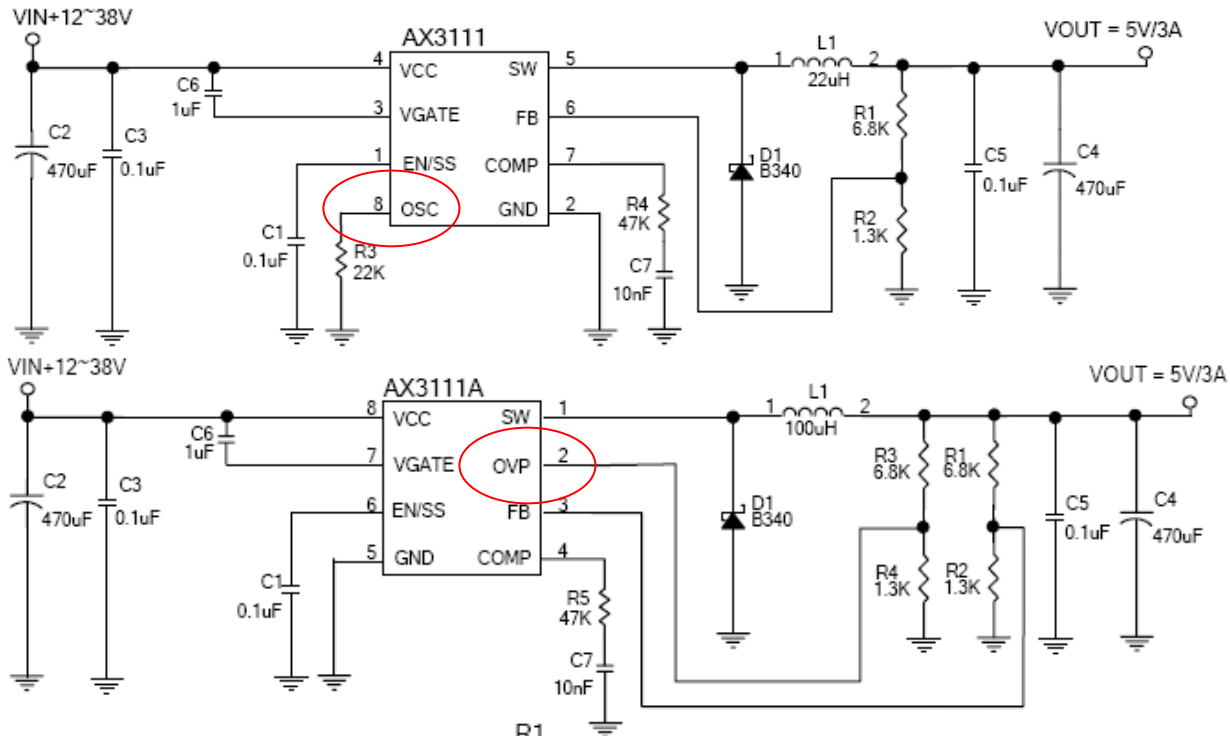 VIN+12~38V
VOUT = 5V/3A
AX3111
C6
1uF
4
VCC
SW
5
1
L1
2
22uH
3
VGATE
FB
6
R1
6.8K
C2
470uF
C3
0.1uF
1
EN/SS
COMP
7
D1
B340
C5
0.1uF
C4
470uF
8
OSC
GND
2
R4
47K
R2
1.3K
C1
0.1uF
R3
22K
C7
10nF
VIN+12~38V
VOUT = 5V/3A
AX3111A
C6
1uF
8
VCC
SW
1
1
L1
2
100uH
7
VGATE
OVP
2
R3
6.8K
R1
6.8K
C2
470uF
C3
0.1uF
6
EN/SS
FB
3
D1
B340
C5
0.1uF
C4
470uF
5
GND
COMP
4
R4
1.3K
R2
1.3K
C1
0.1uF
R5
47K
C7
10nF
R1